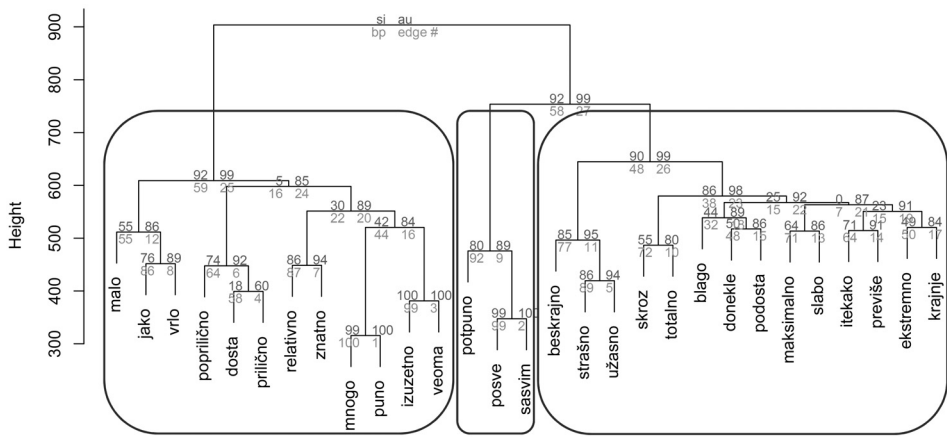 si au
bp edge #
Height
900
800
700
600
500
400
300
92 99
58 27
92 99
59 25
5 85
16 24
90 99
48 26
30 89
22 20
55 86
55 12
76 89
86 8
74 92
64 6
18 60
58 4
86 94
87 7
42 84
44 16
99 100
100 1
100 100
99 3
80 89
92 9
99 100
99 2
85 95
77 11
86 94
89 5
55 80
72 10
86 98
38
44 89
32
50 86
48 15
25 92
15 22
64 86
71 13
0 87
7
23 91
15
71 91
64 14
49 84
50 17
malo
jako
vrlo
poprilično
dosta
prilično
relativno
znatno
mnogo
puno
izuzetno
veoma
potpuno
posve
sasvim
beskrajno
strašno
užasno
skroz
totalno
blago
donekle
podosta
maksimalno
slabo
itekako
previše
ekstremno
krajnje